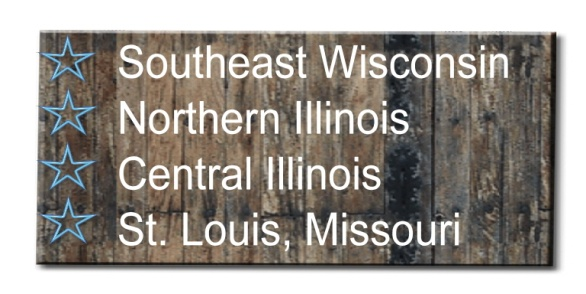 Southeast Wisconsin
Northern Illinois
Central Illinois
St. Louis, Missouri